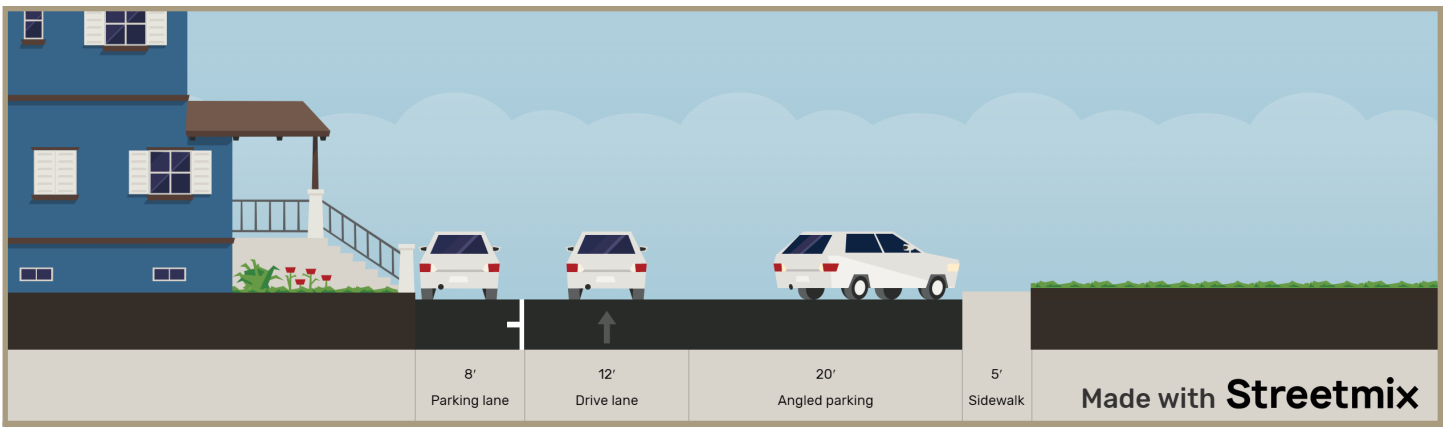 8′
Parking lane
12′
Drive lane
20′
Angled parking
5′
Sidewalk
Made with Streetmix